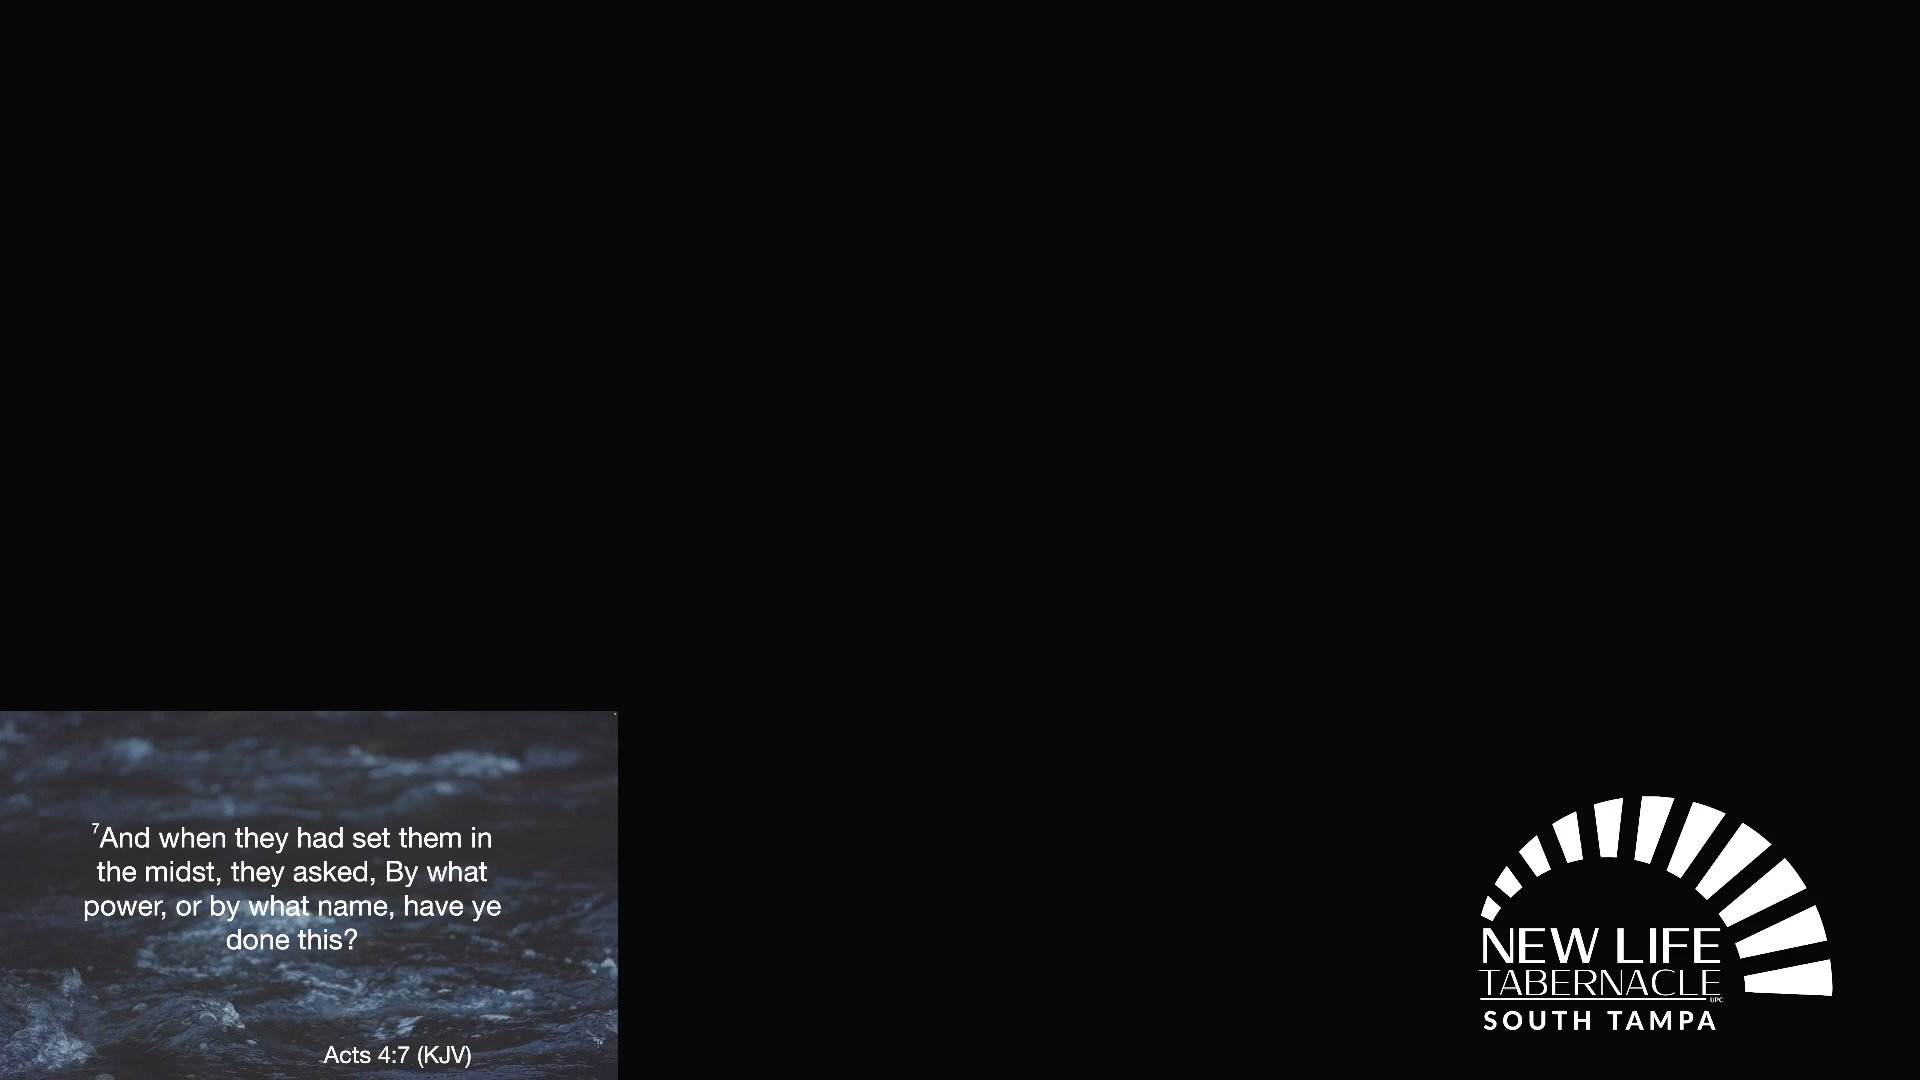 ⁷And when they had set them in
the midst, they asked, By what
power, or by what name, have ye
done this?
Acts 4:7 (KJV)
NEW LIFE
TABERNACLE
UPC
SOUTH TAMPA